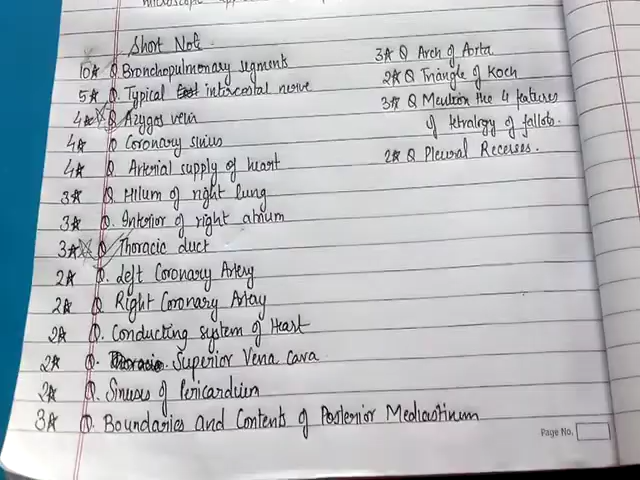 microscopic
Short Note
10☆ Q Bronchopulmonary segments
5☆ Q. Typical intercostal nerve
4☆ Q Azygos vein
4☆ Q Coronary sinus
4☆ Q Arterial supply of heart
3☆ Q. Hilum of right lung
3☆ Q. Interior of right atrium
3☆ Q Thoracic duct
2☆ Q. Left Coronary Artery
2☆ Q. Right Coronary Artay
2☆ Q. Conducting system of Heart
2☆ Q. Superior Vena Cava
2☆ Q. Sinuses of Pericardium
3☆ Q. Boundaries and Contents of Posterior Mediastinum
3☆ Q Arch of Aorta
2☆ Q Triangle of Koch
3☆ Q Mention the 4 features
of tetralogy of fallots.
2☆ Q Pleural Recesses.
Page No.